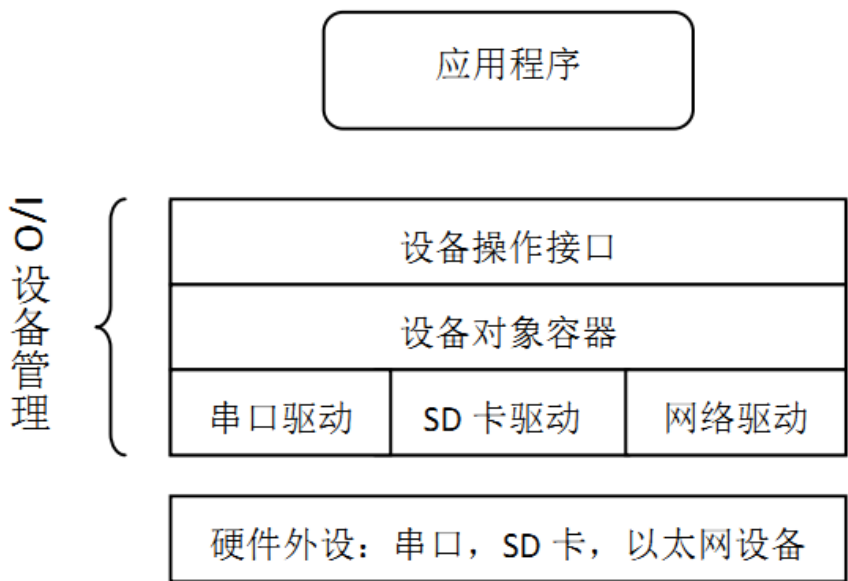 应用程序
I/O设备管理
设备操作接口
设备对象容器
串口驱动
SD 卡驱动
网络驱动
硬件外设：串口，SD 卡，以太网设备